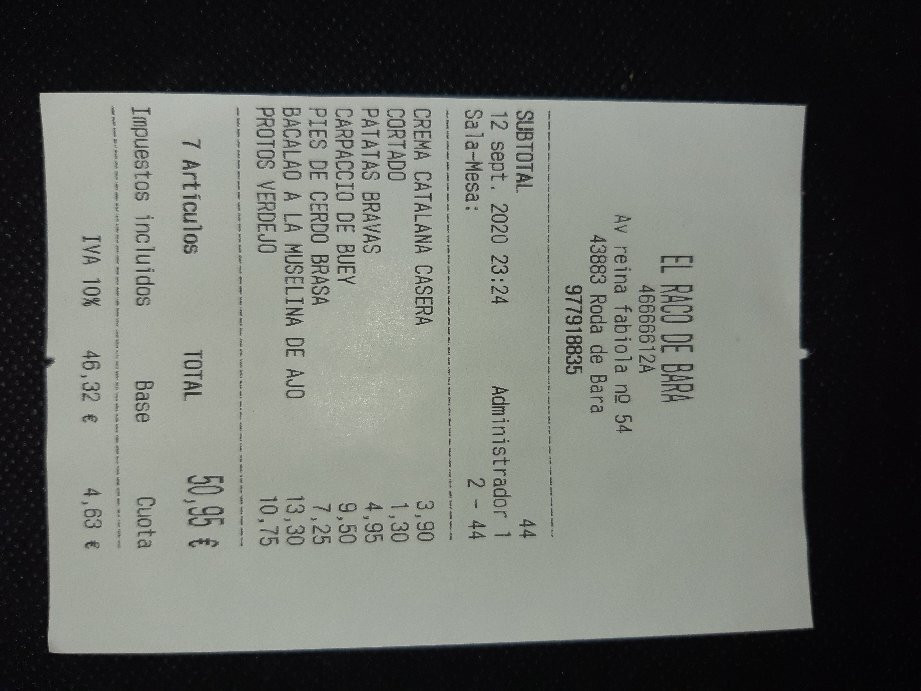 EL RACO DE BARA
46666612A
Av reina fabiola nº 54
43883 Roda de Bara
977918835
SUBTOTAL 44
12 sept. 2020 23:24 Administrador 1
Sala-Mesa: 2 - 44
CREMA CATALANA CASERA 3,90
CORTADO 1,30
PATATAS BRAVAS 4,95
CARPACCIO DE BUEY 9,50
PIES DE CERDO BRASA 7,25
BACALAO A LA MUSELINA DE AJO 13,30
PROTOS VERDEJO 10,75
7 Artículos TOTAL 50,95 €
Impuestos incluidos Base Cuota
IVA 10% 46,32 € 4,63 €